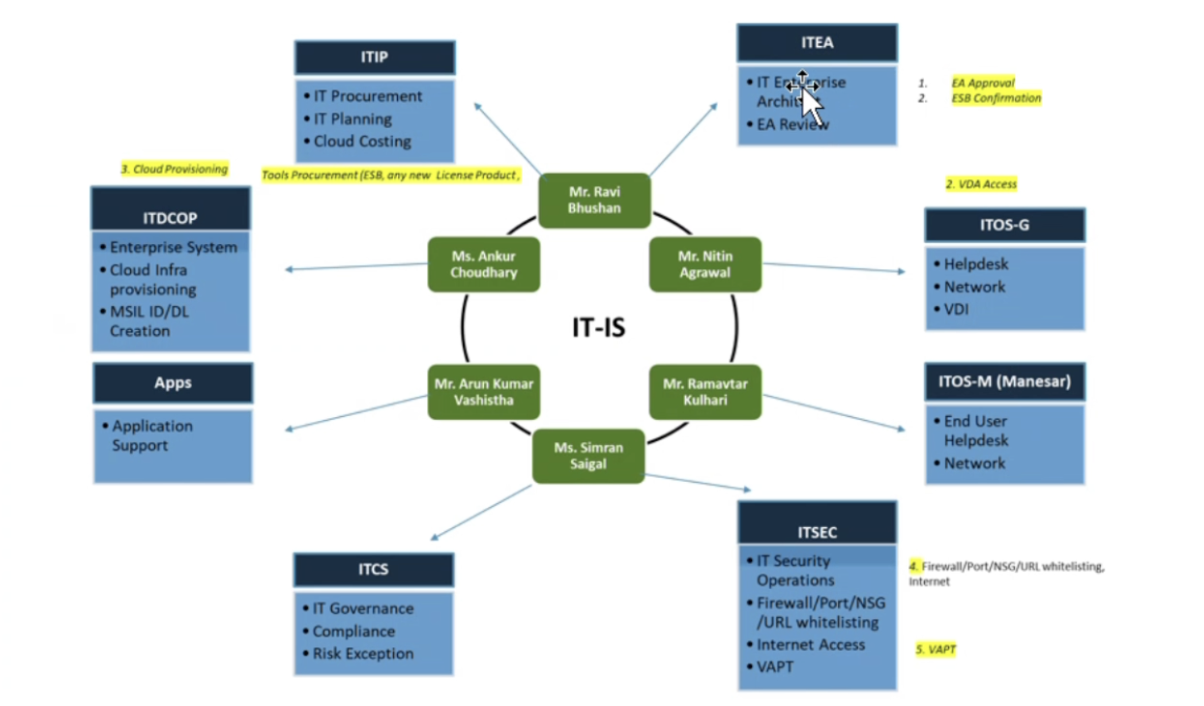 ITIP
• IT Procurement
• IT Planning
• Cloud Costing
Tools Procurement (ESB, any new License Product ,
ITEA
• IT Enterprise
Archi
• EA Review
1. EA Approval
2. ESB Confirmation
3. Cloud Provisioning
ITDCOP
• Enterprise System
• Cloud Infra
provisioning
• MSIL ID/DL
Creation
Mr. Ravi
Bhushan
Ms. Ankur
Choudhary
Mr. Nitin
Agrawal
IT-IS
Mr. Arun Kumar
Vashistha
Mr. Ramavtar
Kulhari
Ms. Simran
Saigal
2. VDA Access
ITOS-G
• Helpdesk
• Network
• VDI
Apps
• Application
Support
ITOS-M (Manesar)
• End User
Helpdesk
• Network
ITCS
• IT Governance
• Compliance
• Risk Exception
ITSEC
• IT Security
Operations
• Firewall/Port/NSG
/URL whitelisting
• Internet Access
• VAPT
4. Firewall/Port/NSG/URL whitelisting,
Internet
5. VAPT